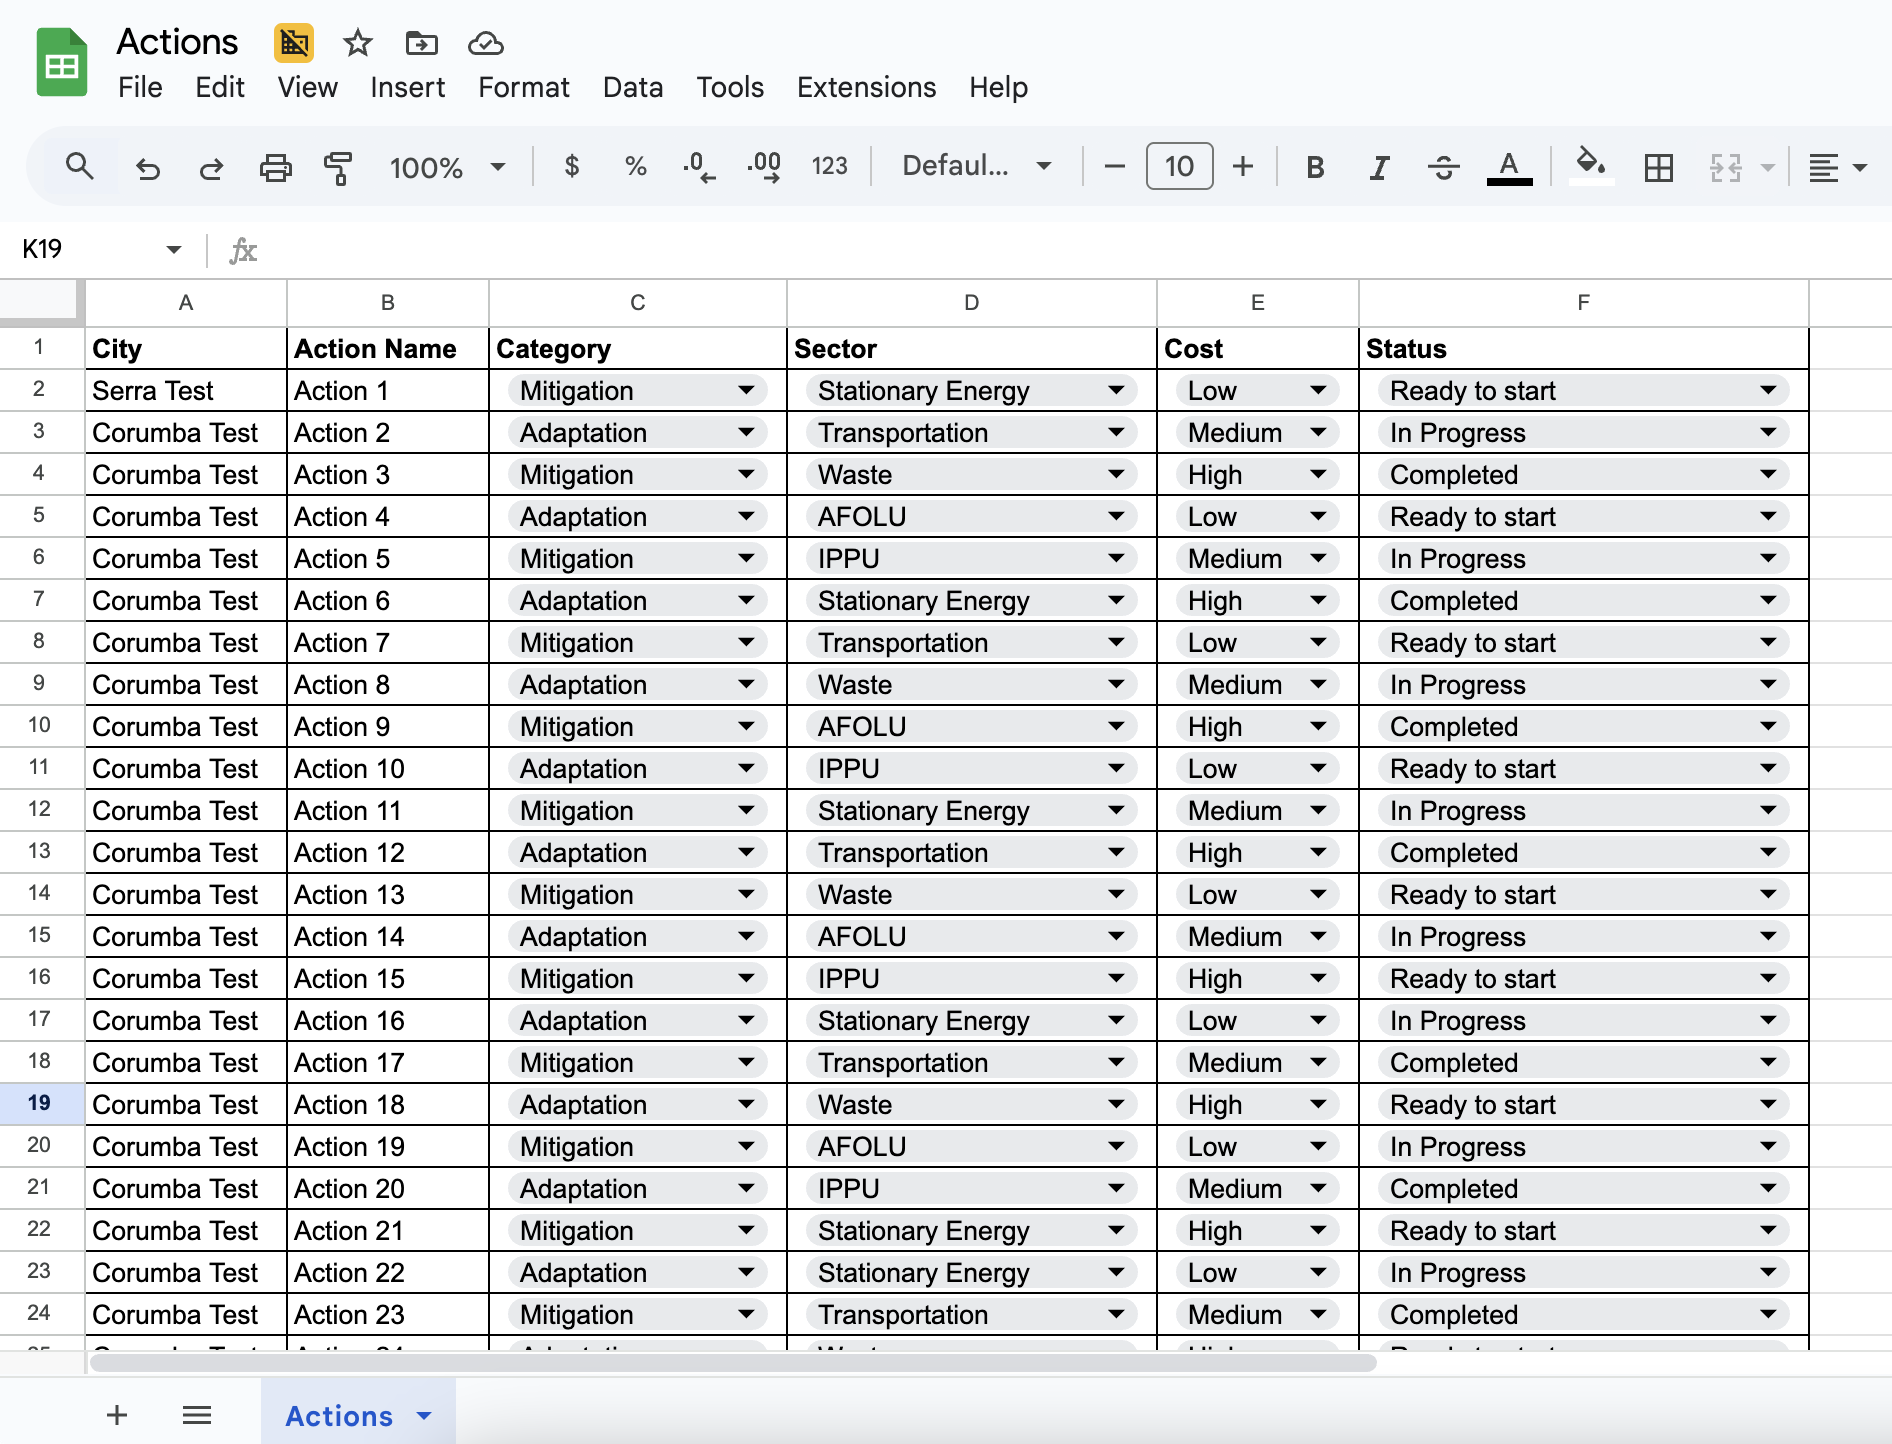 Actions
File Edit View Insert Format Data Tools Extensions Help
100% $ % .0 .00 123 Defaul... 10 B I S A
K19 fx
A B C D E F
1 City Action Name Category Sector Cost Status
2 Serra Test Action 1 Mitigation Stationary Energy Low Ready to start
3 Corumba Test Action 2 Adaptation Transportation Medium In Progress
4 Corumba Test Action 3 Mitigation Waste High Completed
5 Corumba Test Action 4 Adaptation AFOLU Low Ready to start
6 Corumba Test Action 5 Mitigation IPPU Medium In Progress
7 Corumba Test Action 6 Adaptation Stationary Energy High Completed
8 Corumba Test Action 7 Mitigation Transportation Low Ready to start
9 Corumba Test Action 8 Adaptation Waste Medium In Progress
10 Corumba Test Action 9 Mitigation AFOLU High Completed
11 Corumba Test Action 10 Adaptation IPPU Low Ready to start
12 Corumba Test Action 11 Mitigation Stationary Energy Medium In Progress
13 Corumba Test Action 12 Adaptation Transportation High Completed
14 Corumba Test Action 13 Mitigation Waste Low Ready to start
15 Corumba Test Action 14 Adaptation AFOLU Medium In Progress
16 Corumba Test Action 15 Mitigation IPPU High Ready to start
17 Corumba Test Action 16 Adaptation Stationary Energy Low In Progress
18 Corumba Test Action 17 Mitigation Transportation Medium Completed
19 Corumba Test Action 18 Adaptation Waste High Ready to start
20 Corumba Test Action 19 Mitigation AFOLU Low In Progress
21 Corumba Test Action 20 Adaptation IPPU Medium Completed
22 Corumba Test Action 21 Mitigation Stationary Energy High Ready to start
23 Corumba Test Action 22 Adaptation Stationary Energy Low In Progress
24 Corumba Test Action 23 Mitigation Transportation Medium Completed
Actions